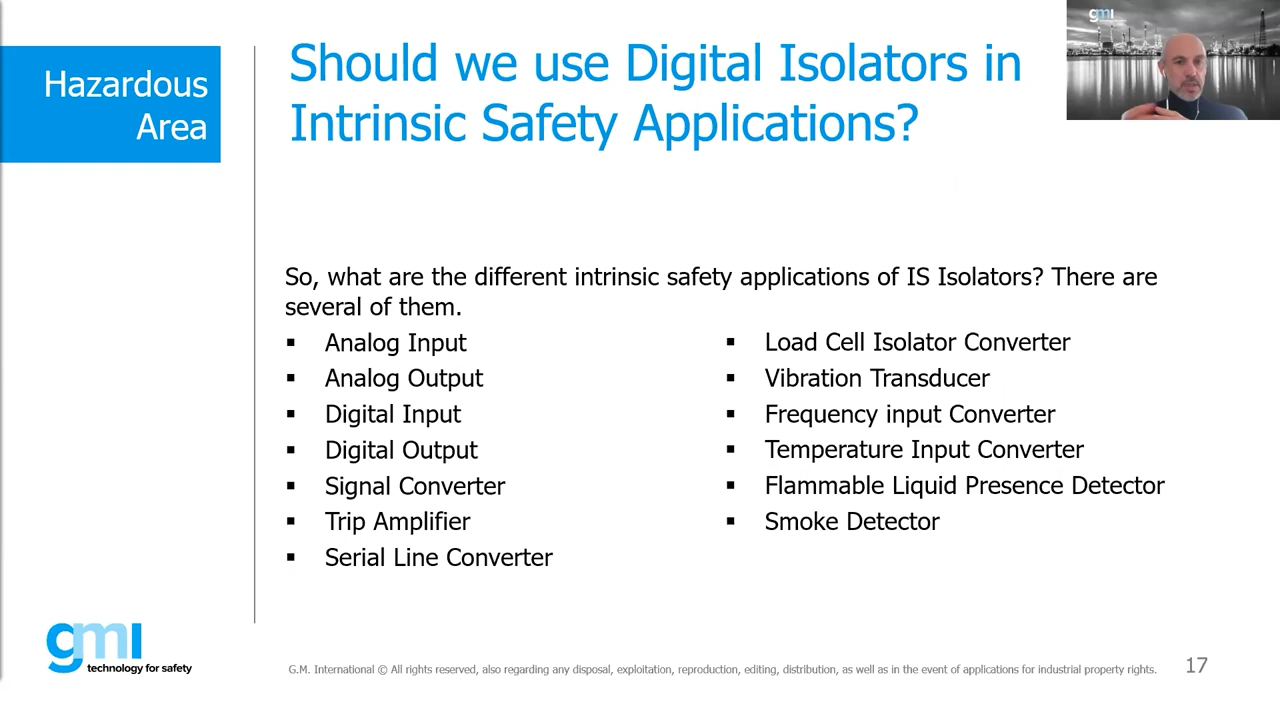 Hazardous
Area
Should we use Digital Isolators in
Intrinsic Safety Applications?
gmi
So, what are the different intrinsic safety applications of IS Isolators? There are
several of them.
▪ Analog Input
▪ Analog Output
▪ Digital Input
▪ Digital Output
▪ Signal Converter
▪ Trip Amplifier
▪ Serial Line Converter
▪ Load Cell Isolator Converter
▪ Vibration Transducer
▪ Frequency input Converter
▪ Temperature Input Converter
▪ Flammable Liquid Presence Detector
▪ Smoke Detector
gmi
technology for safety
G.M. International © All rights reserved, also regarding any disposal, exploitation, reproduction, editing, distribution, as well as in the event of applications for industrial property rights.
17